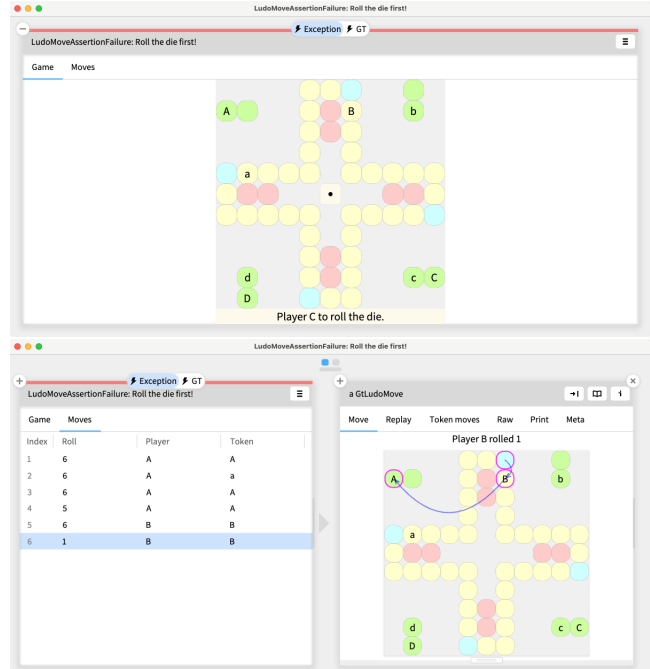 LudoMoveAssertionFailure: Roll the die first!
Exception GT
LudoMoveAssertionFailure: Roll the die first!
Game Moves
A B b
a
d c C
D
Player C to roll the die.
LudoMoveAssertionFailure: Roll the die first!
Exception GT
LudoMoveAssertionFailure: Roll the die first!
Game Moves
Index Roll Player Token
1 6 A A
2 6 A a
3 6 A A
4 5 A A
5 6 B B
6 1 B B
a GtLudoMove
Move Replay Token moves Raw Print Meta
Player B rolled 1
A B b
a
d c C
D